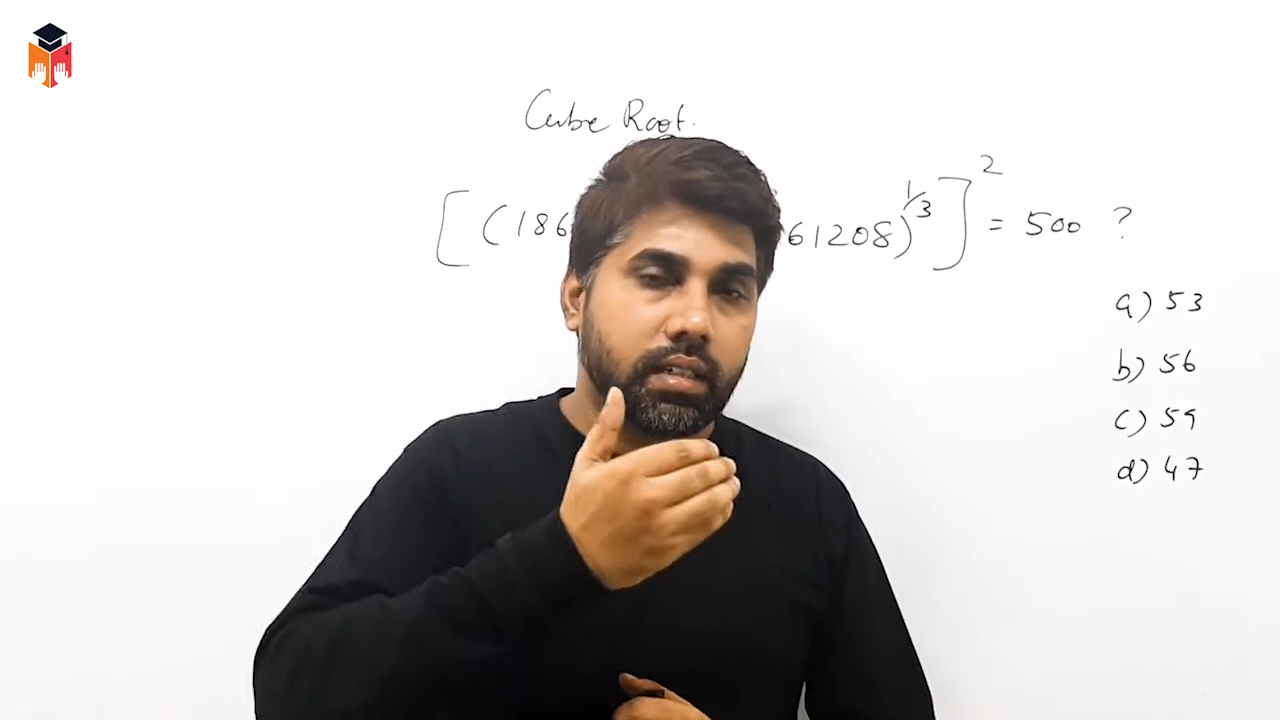 Cube Root.
[ (186 61208)^{1/3} ]^2 = 500 ?
a) 53
b) 56
c) 59
d) 47